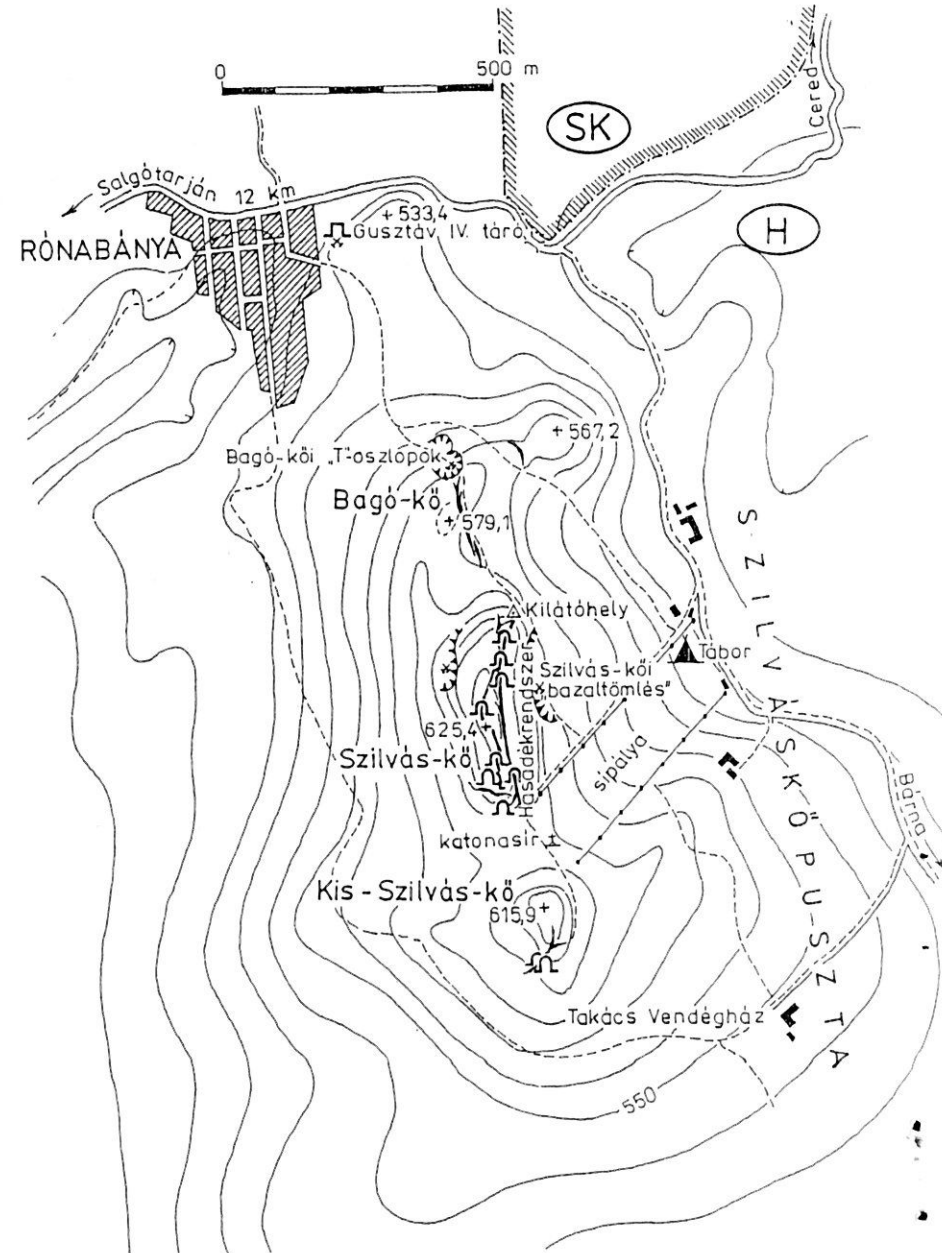 0 500 m
SK
Cered
Salgótarján 12 km
+533,4
Gusztáv IV. táró
H
RÓNABÁNYA
+567,2
Bagó-kői „T"-oszlopok
Bagó-kő
+579,1
Kilátóhely
Tábor
Szilvás-kői
"bazaltömlés"
Hasadékrendszer
625,4+
Szilvás-kő
sípálya
SZILVÁSKŐPUSZTA
Bárna
katonasír
Kis-Szilvás-kő
615,9+
Takács Vendégház
550